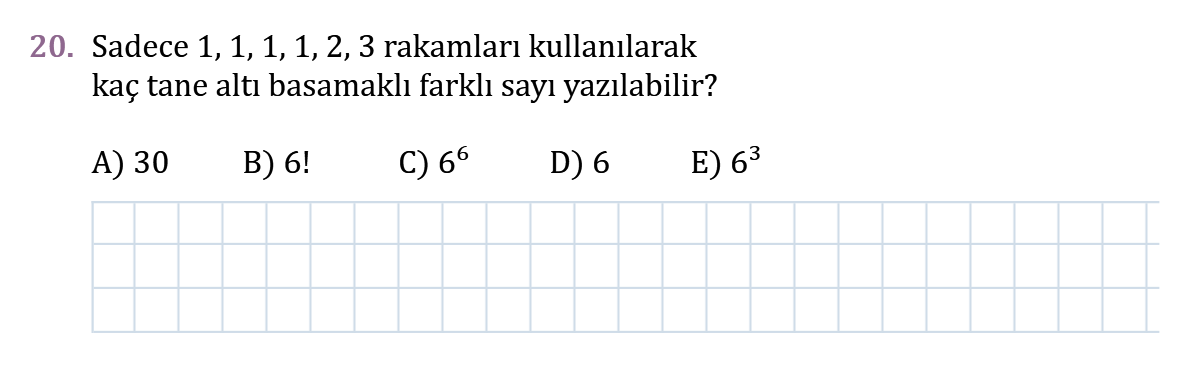 20. Sadece 1, 1, 1, 1, 2, 3 rakamları kullanılarak
kaç tane altı basamaklı farklı sayı yazılabilir?
A) 30 B) 6! C) 6⁶ D) 6 E) 6³